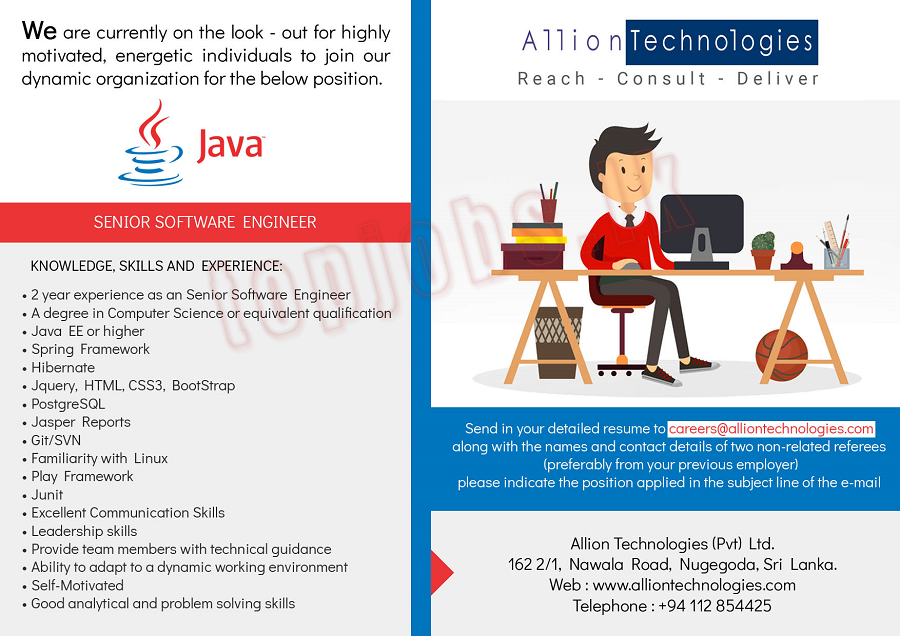 We are currently on the look - out for highly
motivated, energetic individuals to join our
dynamic organization for the below position.
Java™
SENIOR SOFTWARE ENGINEER
KNOWLEDGE, SKILLS AND EXPERIENCE:
• 2 year experience as an Senior Software Engineer
• A degree in Computer Science or equivalent qualification
• Java EE or higher
• Spring Framework
• Hibernate
• Jquery, HTML, CSS3, BootStrap
• PostgreSQL
• Jasper Reports
• Git/SVN
• Familiarity with Linux
• Play Framework
• Junit
• Excellent Communication Skills
• Leadership skills
• Provide team members with technical guidance
• Ability to adapt to a dynamic working environment
• Self-Motivated
• Good analytical and problem solving skills
topjobs.lk
Allion Technologies
Reach - Consult - Deliver
Send in your detailed resume to careers@alliontechnologies.com
along with the names and contact details of two non-related referees
(preferably from your previous employer)
please indicate the position applied in the subject line of the e-mail
Allion Technologies (Pvt) Ltd.
162 2/1, Nawala Road, Nugegoda, Sri Lanka.
Web : www.alliontechnologies.com
Telephone : +94 112 854425